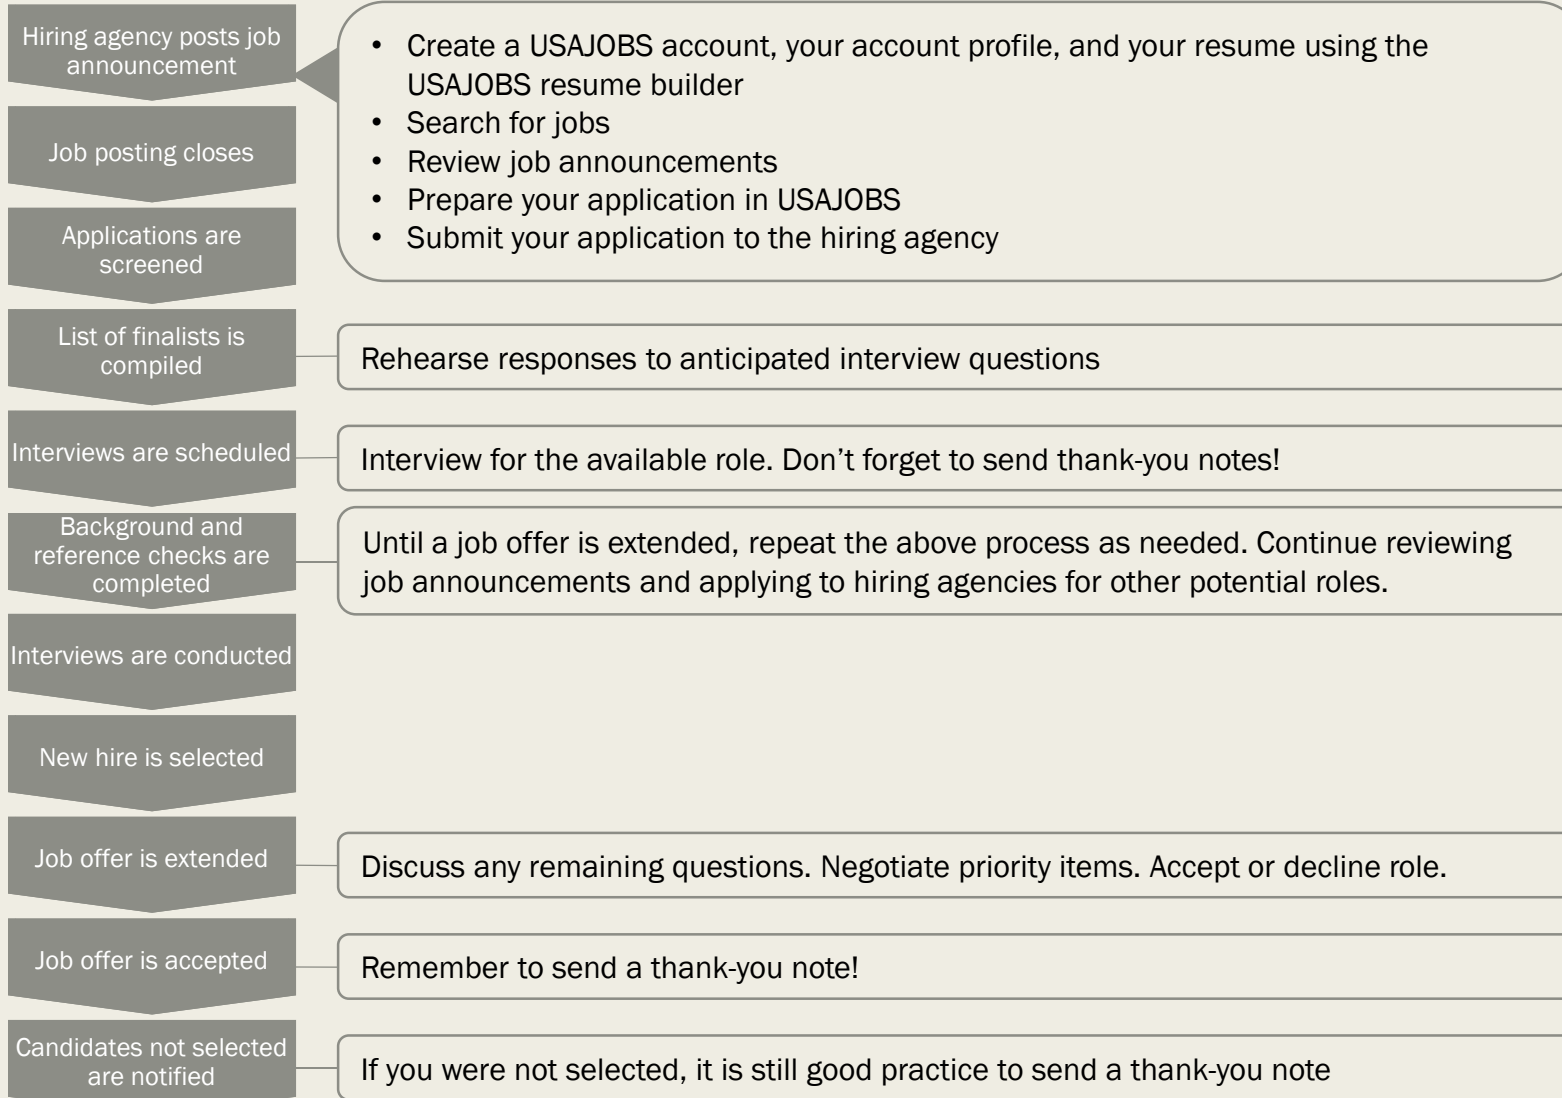 Hiring agency posts job
announcement
• Create a USAJOBS account, your account profile, and your resume using the
USAJOBS resume builder
• Search for jobs
• Review job announcements
• Prepare your application in USAJOBS
• Submit your application to the hiring agency
Job posting closes
Applications are
screened
List of finalists is
compiled
Rehearse responses to anticipated interview questions
Interviews are scheduled
Interview for the available role. Don’t forget to send thank-you notes!
Background and
reference checks are
completed
Until a job offer is extended, repeat the above process as needed. Continue reviewing
job announcements and applying to hiring agencies for other potential roles.
Interviews are conducted
New hire is selected
Job offer is extended
Discuss any remaining questions. Negotiate priority items. Accept or decline role.
Job offer is accepted
Remember to send a thank-you note!
Candidates not selected
are notified
If you were not selected, it is still good practice to send a thank-you note